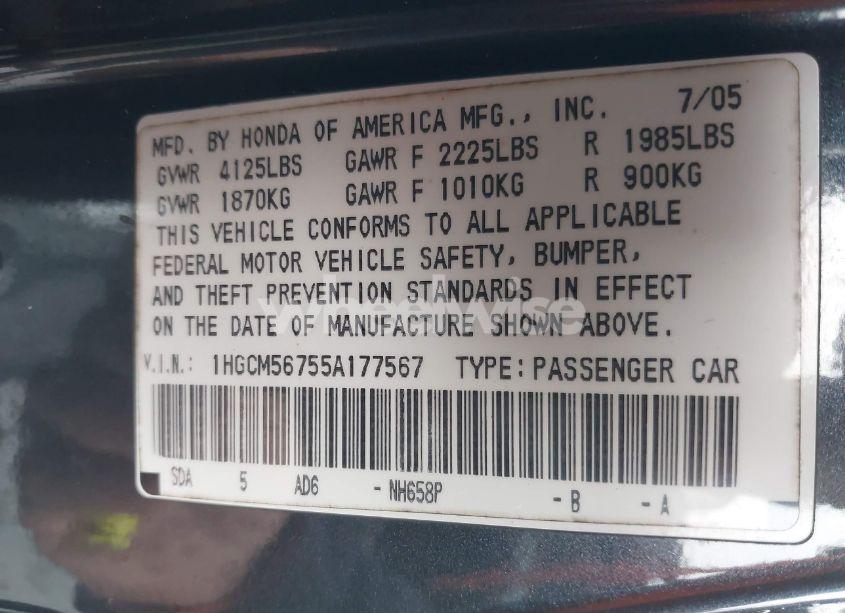 MFD. BY HONDA OF AMERICA MFG., INC. 7/05
GVWR 4125LBS GAWR F 2225LBS R 1985LBS
GVWR 1870KG GAWR F 1010KG R 900KG
THIS VEHICLE CONFORMS TO ALL APPLICABLE
FEDERAL MOTOR VEHICLE SAFETY, BUMPER,
AND THEFT PREVENTION STANDARDS IN EFFECT
wheelwise
ON THE DATE OF MANUFACTURE SHOWN ABOVE.
V.I.N.: 1HGCM56755A177567 TYPE: PASSENGER CAR
SDA 5 AD6 - NH658P - B - A